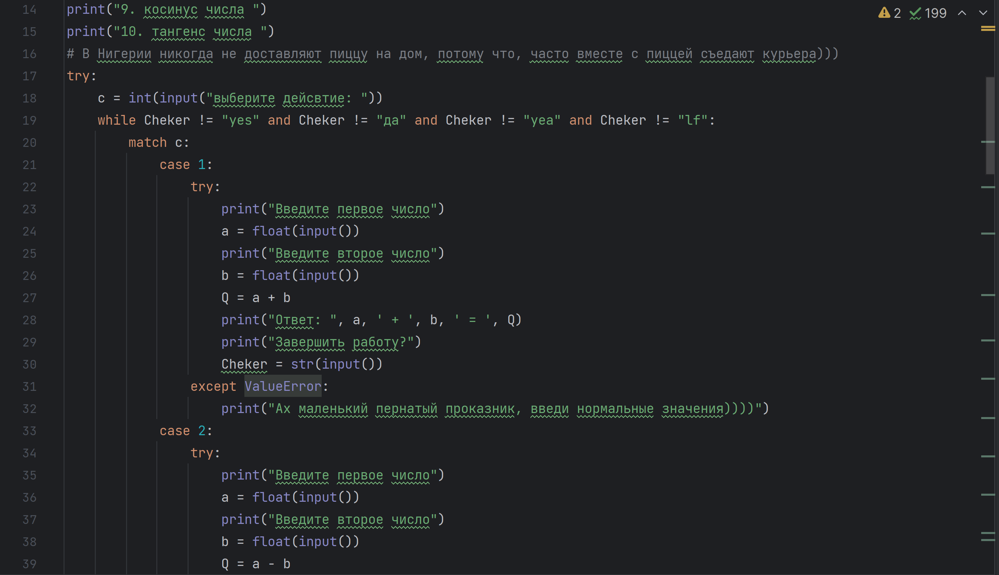 2 199
14 print("9. косинус числа ")
15 print("10. тангенс числа ")
16 # В Нигерии никогда не доставляют пиццу на дом, потому что, часто вместе с пиццей съедают курьера)))
17 try:
18     c = int(input("выберите дейсвтие: "))
19     while Cheker != "yes" and Cheker != "да" and Cheker != "yea" and Cheker != "lf":
20         match c:
21             case 1:
22                 try:
23                     print("Введите первое число")
24                     a = float(input())
25                     print("Введите второе число")
26                     b = float(input())
27                     Q = a + b
28                     print("Ответ: ", a, ' + ', b, ' = ', Q)
29                     print("Завершить работу?")
30                     Cheker = str(input())
31                 except ValueError:
32                     print("Ах маленький пернатый проказник, введи нормальные значения))))")
33             case 2:
34                 try:
35                     print("Введите первое число")
36                     a = float(input())
37                     print("Введите второе число")
38                     b = float(input())
39                     Q = a - b